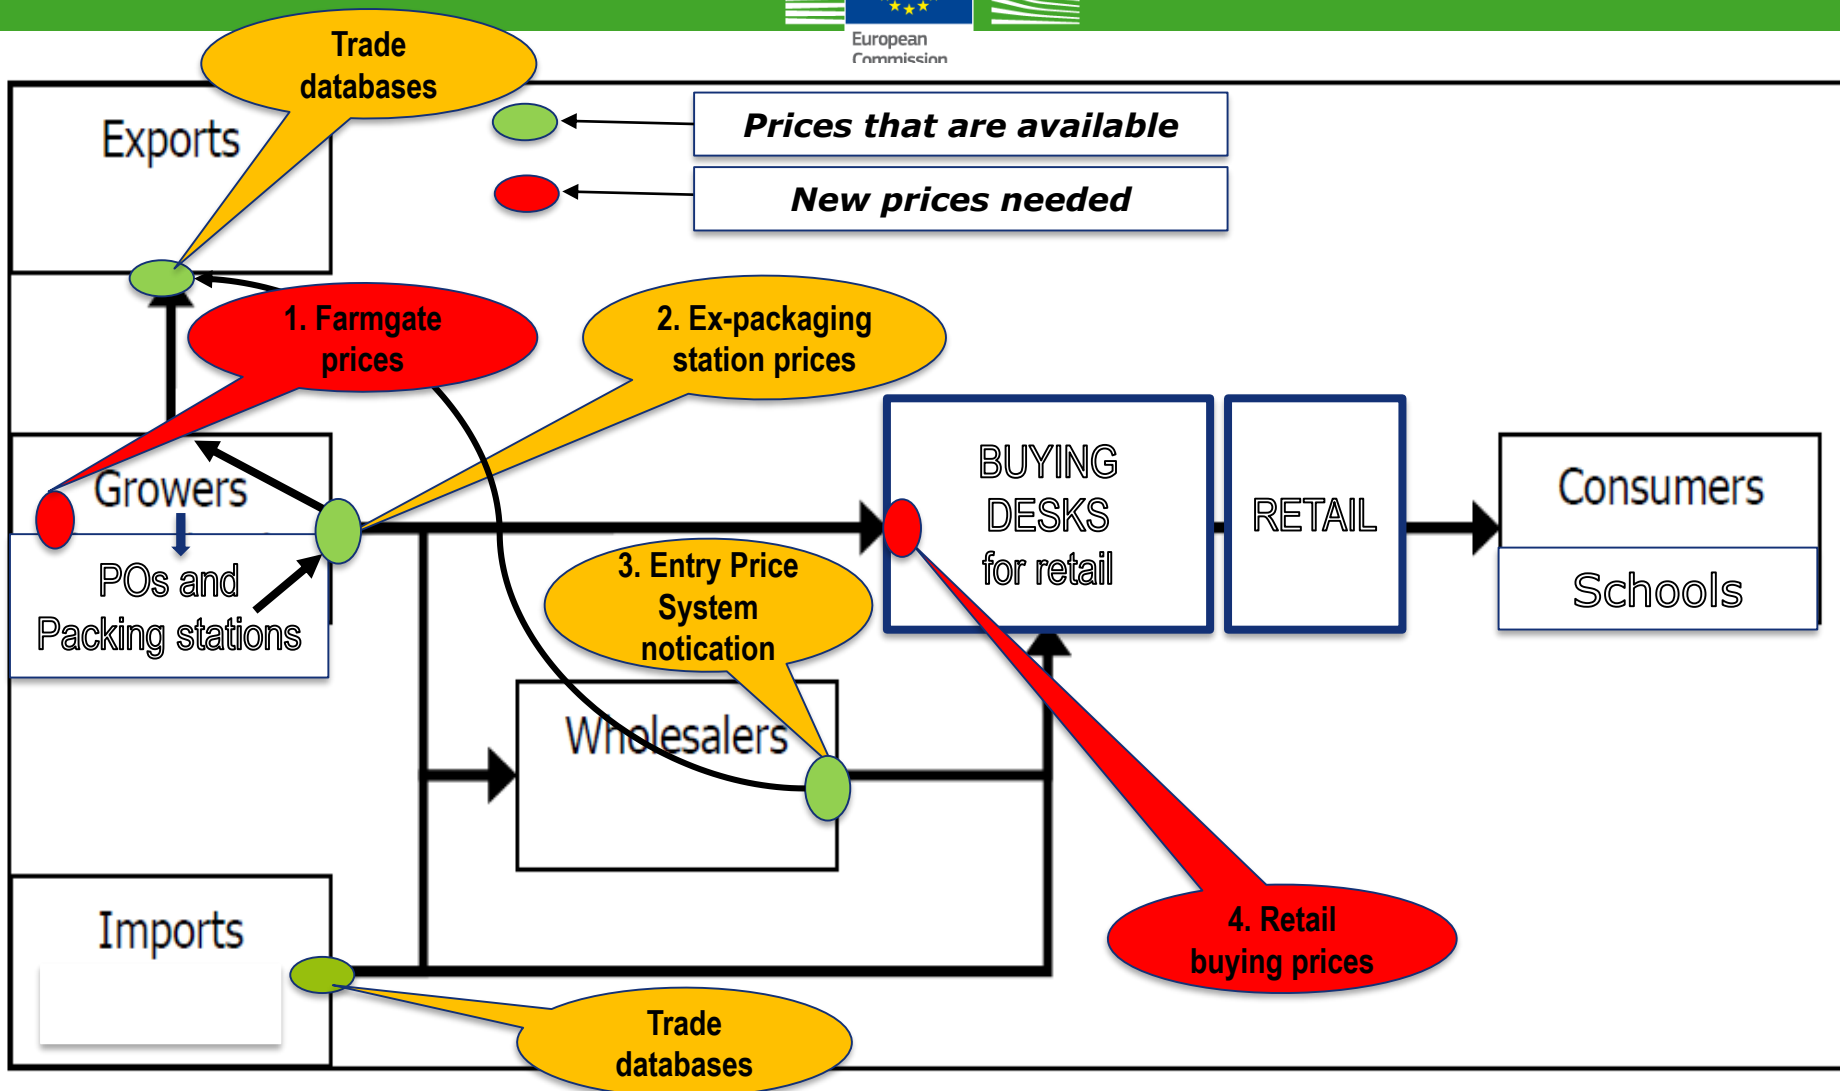 European
Commission
Trade
databases
Exports
Prices that are available
New prices needed
1. Farmgate
prices
2. Ex-packaging
station prices
Growers
POs and
Packing stations
BUYING
DESKS
for retail
RETAIL
Consumers
Schools
3. Entry Price
System
notication
Wholesalers
Imports
4. Retail
buying prices
Trade
databases